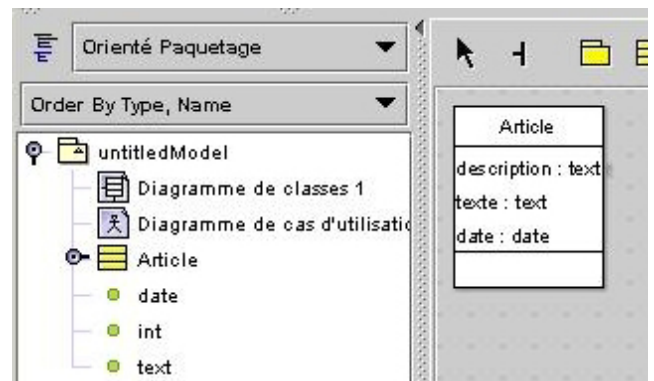 Orienté Paquetage
Order By Type, Name
untitledModel
Diagramme de classes 1
Diagramme de cas d'utilisatio
Article
date
int
text
Article
description : text
texte : text
date : date